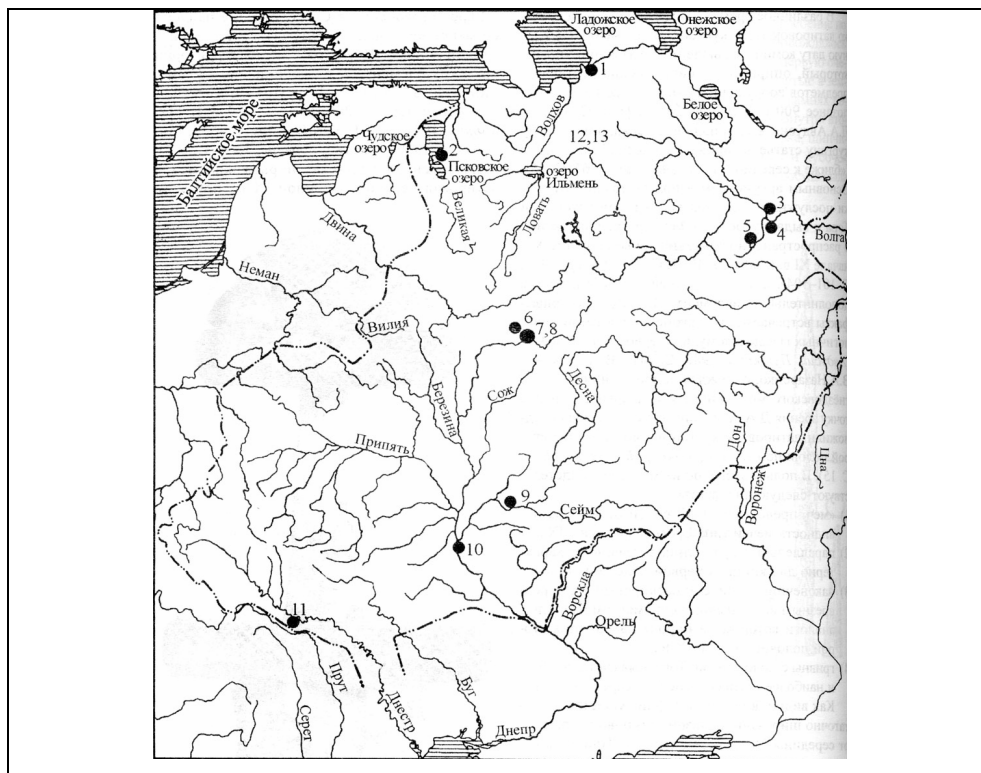 Ладожское
озеро
Онежское
озеро
1
Белое
озеро
Волхов
12,13
Балтийское море
Чудское
озеро
2
Псковское
озеро
озеро
Ильмень
Великая
Ловать
3
4
5
Волга
Двина
Неман
Вилия
6
7,8
Березина
Сож
Десна
Припять
Дон
Воронеж
Цна
9
Сейм
10
Ворскла
Орель
11
Прут
Серет
Днестр
Буг
Днепр